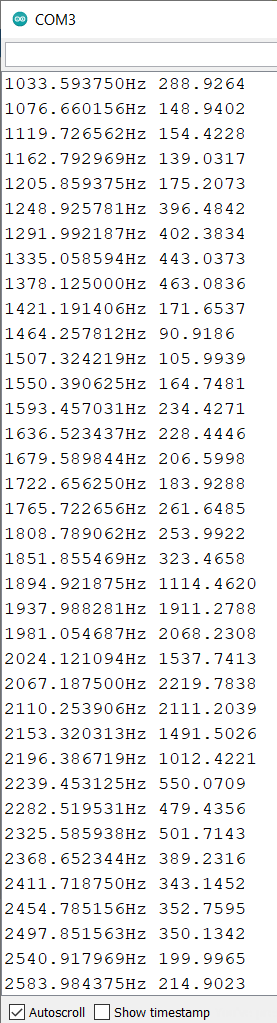 COM3
1033.593750Hz 288.9264
1076.660156Hz 148.9402
1119.726562Hz 154.4228
1162.792969Hz 139.0317
1205.859375Hz 175.2073
1248.925781Hz 396.4842
1291.992187Hz 402.3834
1335.058594Hz 443.0373
1378.125000Hz 463.0836
1421.191406Hz 171.6537
1464.257812Hz 90.9186
1507.324219Hz 105.9939
1550.390625Hz 164.7481
1593.457031Hz 234.4271
1636.523437Hz 228.4446
1679.589844Hz 206.5998
1722.656250Hz 183.9288
1765.722656Hz 261.6485
1808.789062Hz 253.9922
1851.855469Hz 323.4658
1894.921875Hz 1114.4620
1937.988281Hz 1911.2788
1981.054687Hz 2068.2308
2024.121094Hz 1537.7413
2067.187500Hz 2219.7838
2110.253906Hz 2111.2039
2153.320313Hz 1491.5026
2196.386719Hz 1012.4221
2239.453125Hz 550.0709
2282.519531Hz 479.4356
2325.585938Hz 501.7143
2368.652344Hz 389.2316
2411.718750Hz 343.1452
2454.785156Hz 352.7595
2497.851563Hz 350.1342
2540.917969Hz 199.9965
2583.984375Hz 214.9023
Autoscroll Show timestamp